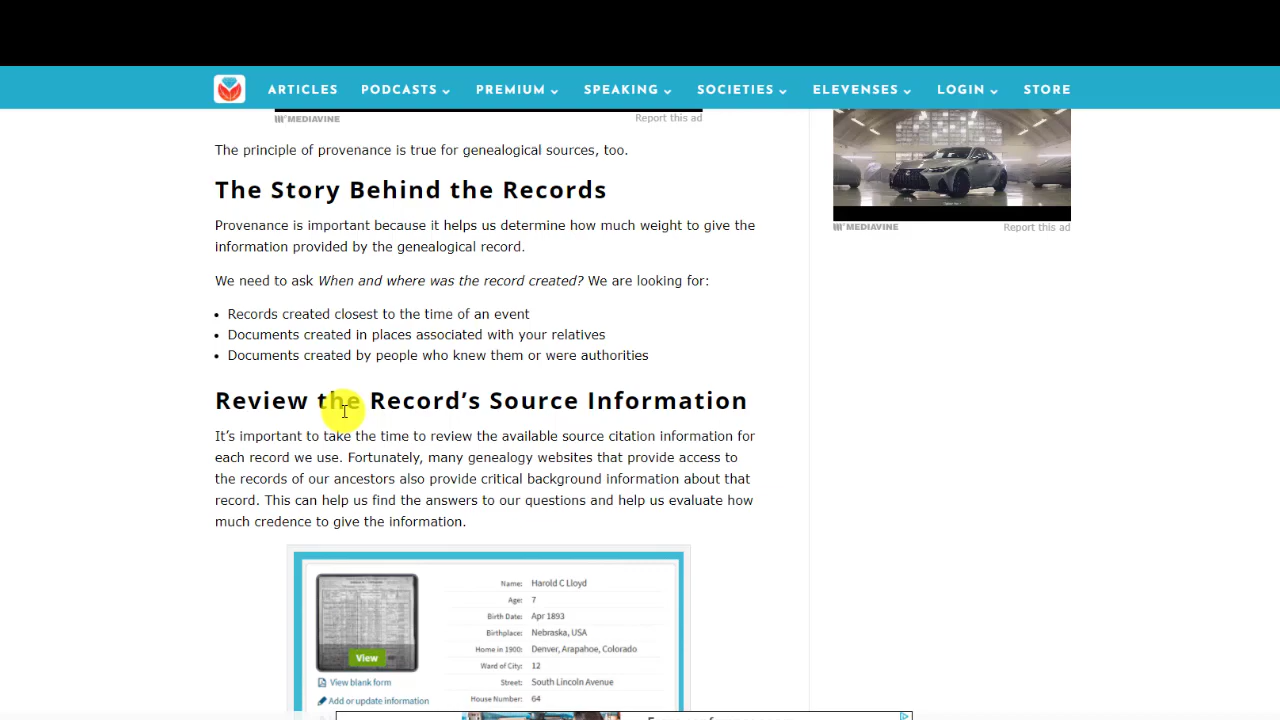 ARTICLES PODCASTS PREMIUM SPEAKING SOCIETIES ELEVENSES LOGIN STORE
MEDIAVINE Report this ad
The principle of provenance is true for genealogical sources, too.
The Story Behind the Records
Provenance is important because it helps us determine how much weight to give the
information provided by the genealogical record.
We need to ask When and where was the record created? We are looking for:
• Records created closest to the time of an event
• Documents created in places associated with your relatives
• Documents created by people who knew them or were authorities
Review the Record’s Source Information
It’s important to take the time to review the available source citation information for
each record we use. Fortunately, many genealogy websites that provide access to
the records of our ancestors also provide critical background information about that
record. This can help us find the answers to our questions and help us evaluate how
much credence to give the information.
View
View blank form
Add or update information
Name: Harold C Lloyd
Age: 7
Birth Date: Apr 1893
Birthplace: Nebraska, USA
Home in 1900: Denver, Arapahoe, Colorado
Ward of City: 12
Street: South Lincoln Avenue
House Number: 64
MEDIAVINE Report this ad